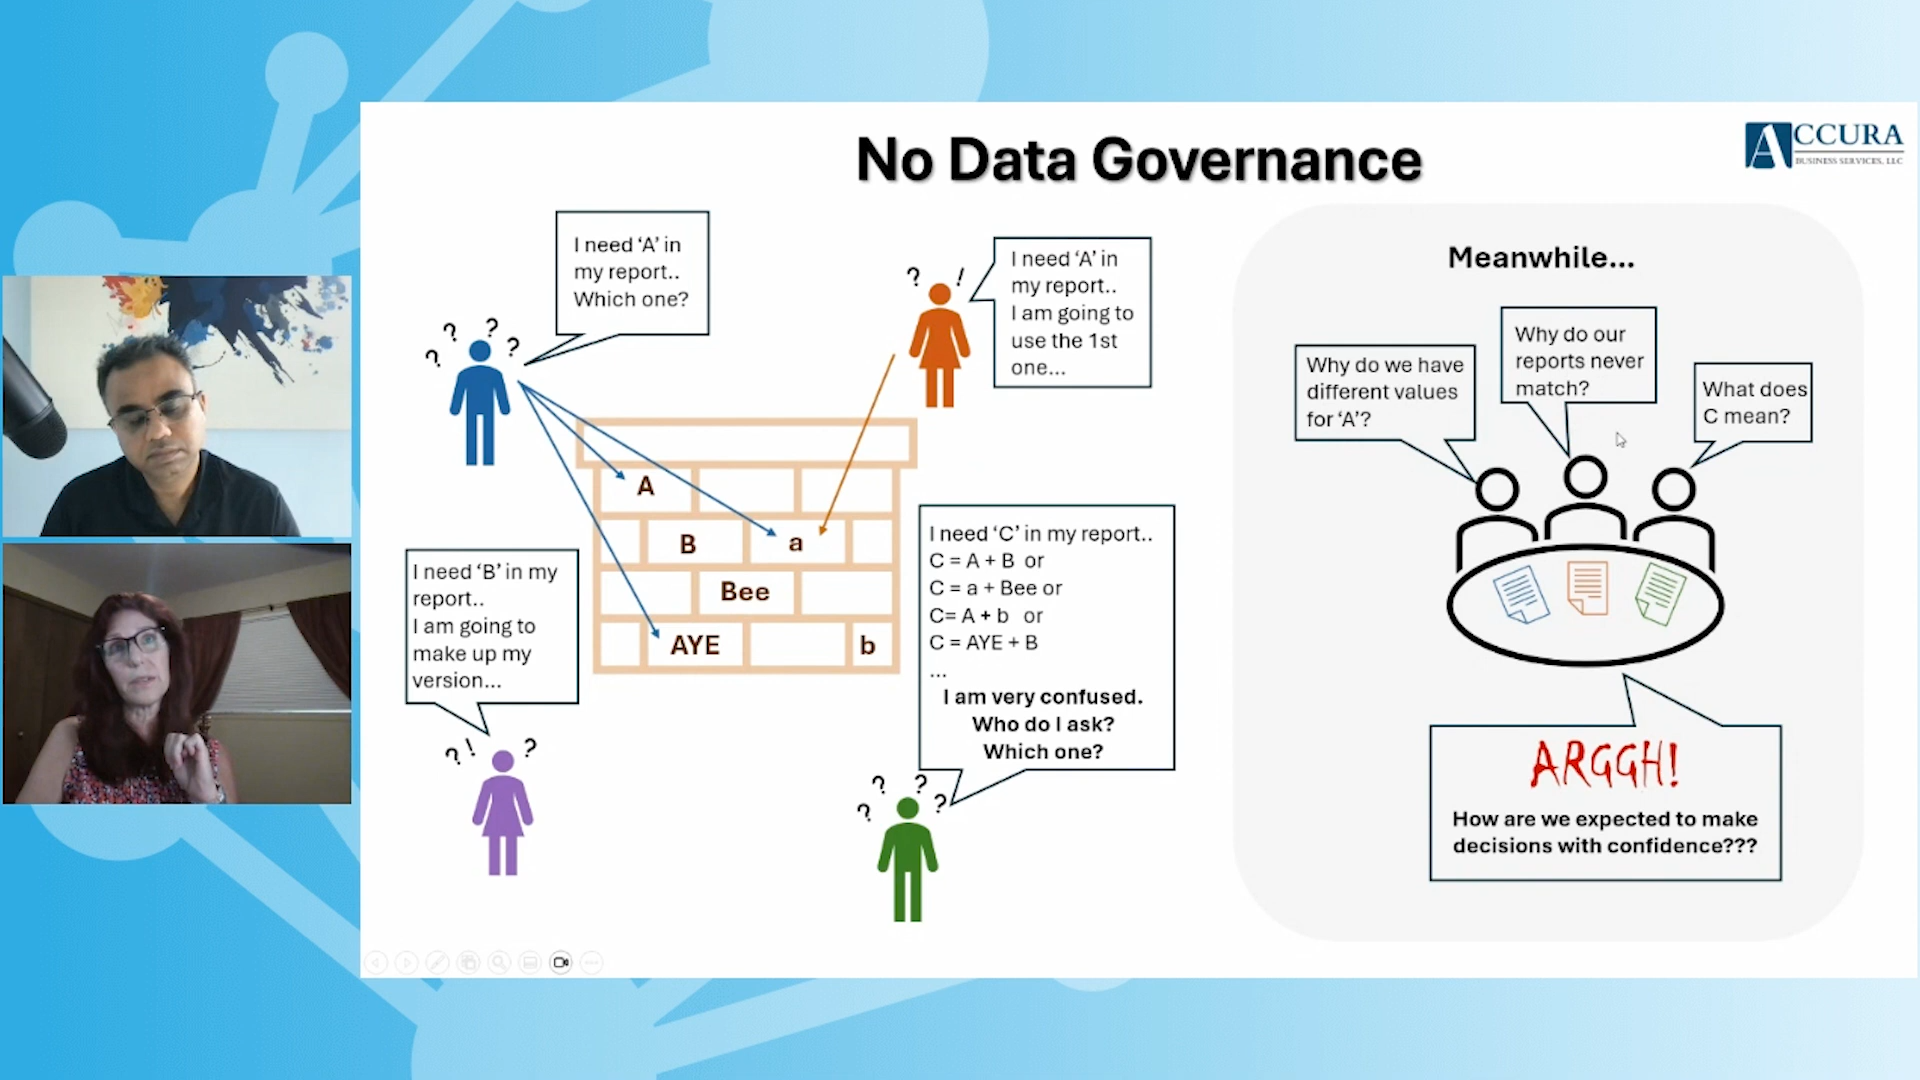 No Data Governance
ACCURA
BUSINESS SERVICES, LLC
I need ‘A’ in
my report..
Which one?
? ? ? ?
? !
I need ‘A’ in
my report..
I am going to
use the 1st
one...
A
B
a
Bee
AYE
b
I need ‘B’ in my
report..
I am going to
make up my
version...
? ! ?
I need ‘C’ in my report..
C = A + B or
C = a + Bee or
C= A + b or
C = AYE + B
...
I am very confused.
Who do I ask?
Which one?
? ? ? ?
Meanwhile...
Why do we have
different values
for ‘A’?
Why do our
reports never
match?
What does
C mean?
ARGGH!
How are we expected to make
decisions with confidence???